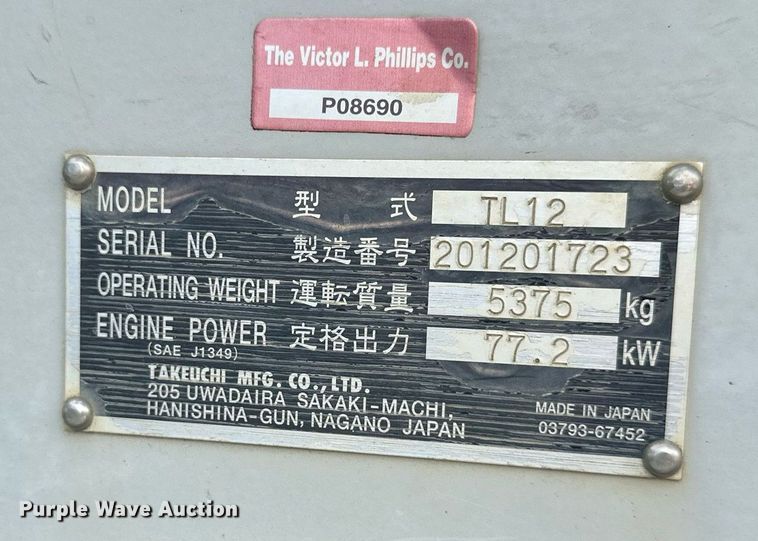 The Victor L. Phillips Co.
P08690
MODEL 型式 TL12
SERIAL NO. 製造番号 201201723
OPERATING WEIGHT 運転質量 5375 kg
ENGINE POWER 定格出力 77.2 kW
(SAE J1349)
TAKEUCHI MFG. CO., LTD.
205 UWADAIRA SAKAKI-MACHI,
HANISHINA-GUN, NAGANO JAPAN
MADE IN JAPAN
03793-67452
Purple Wave Auction